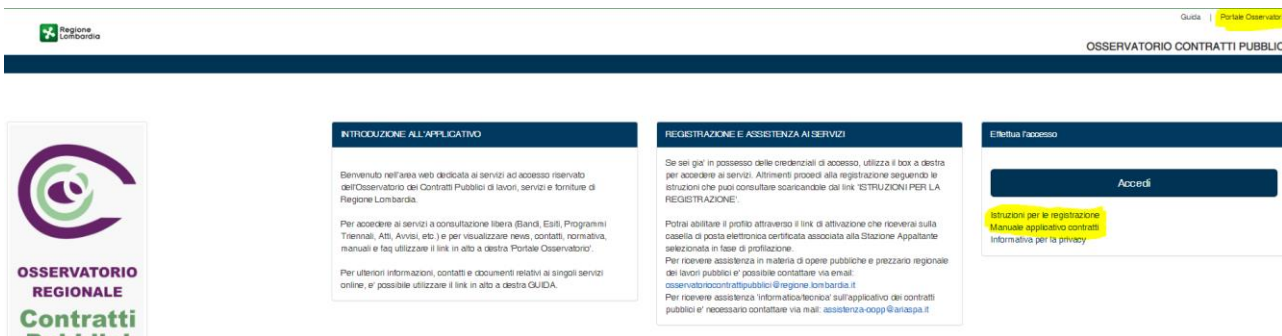 Guida | Portale Osservator
Regione
Lombardia
OSSERVATORIO CONTRATTI PUBBLIC
INTRODUZIONE ALL'APPLICATIVO
Benvenuto nell'area web dedicata ai servizi ad accesso riservato
dell'Osservatorio dei Contratti Pubblici di lavori, servizi e forniture di
Regione Lombardia.
Per accedere ai servizi a consultazione libera (Bandi, Esiti, Programmi
Triennali, Atti, Avvisi, etc.) e per visualizzare news, contatti, normativa,
manuali e faq utilizzare il link in alto a destra 'Portale Osservatorio'.
Per ulteriori informazioni, contatti e documenti relativi ai singoli servizi
online, e' possibile utilizzare il link in alto a destra GUIDA.
REGISTRAZIONE E ASSISTENZA AI SERVIZI
Se sei gia' in possesso delle credenziali di accesso, utilizza il box a destra
per accedere ai servizi. Altrimenti procedi alla registrazione seguendo le
istruzioni che puoi consultare scaricandole dal link 'ISTRUZIONI PER LA
REGISTRAZIONE'.
Potrai abilitare il profilo attraverso il link di attivazione che riceverai sulla
casella di posta elettronica certificata associata alla Stazione Appaltante
selezionata in fase di profilazione.
Per ricevere assistenza in materia di opere pubbliche e prezzario regionale
dei lavori pubblici e' possibile contattare via email:
osservatoriocontrattipubblici@regione.lombardia.it
Per ricevere assistenza 'informatica/tecnica' sull'applicativo dei contratti
pubblici e' necessario contattare via mail: assistenza-oopp@ariaspa.it
Effettua l'accesso
Accedi
Istruzioni per le registrazione
Manuale applicativo contratti
Informativa per la privacy
OSSERVATORIO
REGIONALE
Contratti